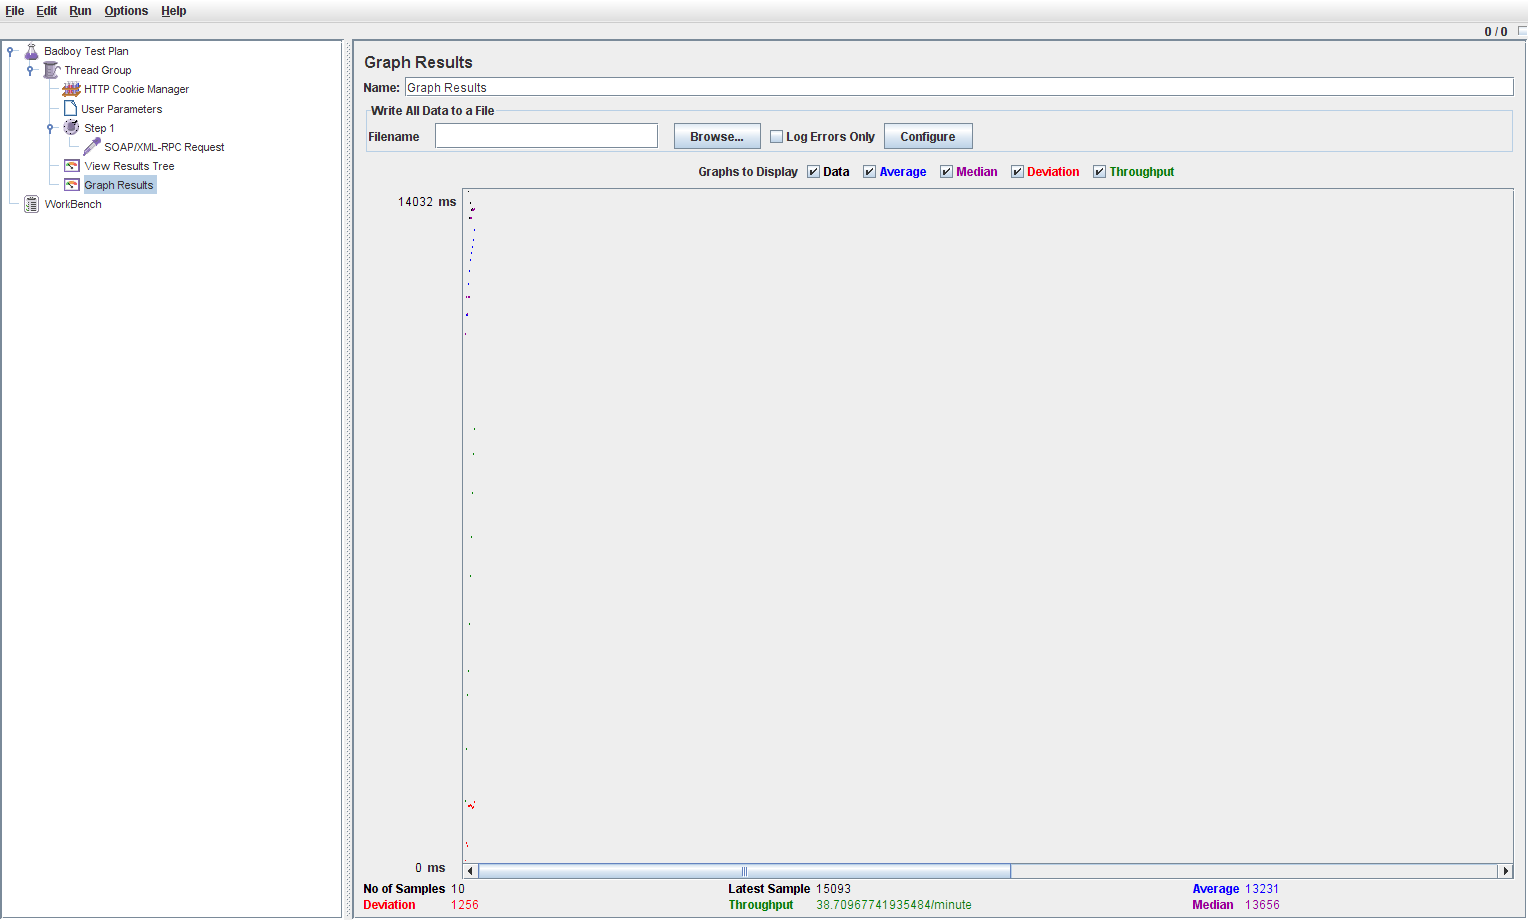 File Edit Run Options Help
0 / 0
Badboy Test Plan
Thread Group
HTTP Cookie Manager
User Parameters
Step 1
SOAP/XML-RPC Request
View Results Tree
Graph Results
WorkBench
Graph Results
Name: Graph Results
Write All Data to a File
Filename Browse... Log Errors Only Configure
Graphs to Display Data Average Median Deviation Throughput
14032 ms
0 ms
No of Samples 10 Latest Sample 15093 Average 13231
Deviation 1256 Throughput 38.70967741935484/minute Median 13656